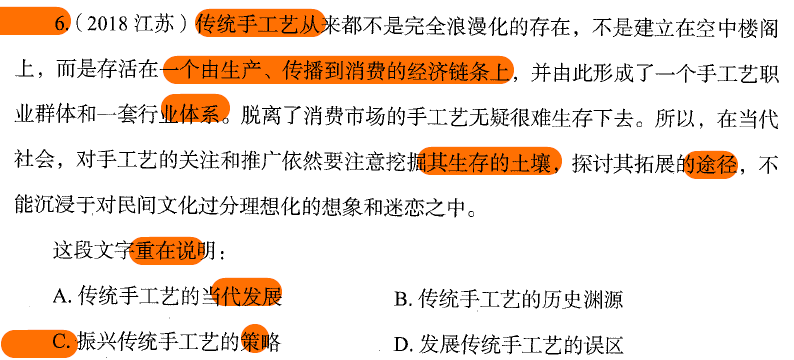 6.(2018江苏)传统手工艺从来都不是完全浪漫化的存在，不是建立在空中楼阁
上，而是存活在一个由生产、传播到消费的经济链条上，并由此形成了一个手工艺职
业群体和一套行业体系。脱离了消费市场的手工艺无疑很难生存下去。所以，在当代
社会，对手工艺的关注和推广依然要注意挖掘其生存的土壤，探讨其拓展的途径，不
能沉浸于对民间文化过分理想化的想象和迷恋之中。
这段文字重在说明：
A. 传统手工艺的当代发展 B. 传统手工艺的历史渊源
C. 振兴传统手工艺的策略 D. 发展传统手工艺的误区